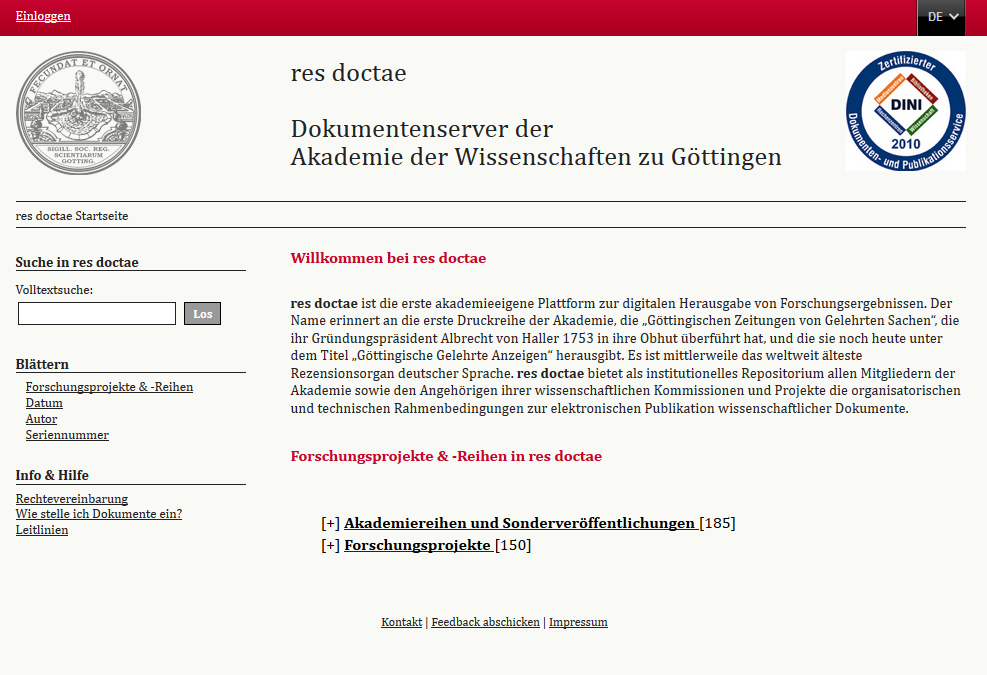 Einloggen
DE
FECUNDAT ET ORNAT
SIGILL. SOC. REG.
SCIENTIARUM
GOTTING.
res doctae
Dokumentenserver der
Akademie der Wissenschaften zu Göttingen
Zertifizierter
DINI
2010
Dokumenten- und Publikationsservice
res doctae Startseite
Suche in res doctae
Volltextsuche:
Los
Blättern
Forschungsprojekte & -Reihen
Datum
Autor
Seriennummer
Info & Hilfe
Rechtevereinbarung
Wie stelle ich Dokumente ein?
Leitlinien
Willkommen bei res doctae
res doctae ist die erste akademieeigene Plattform zur digitalen Herausgabe von Forschungsergebnissen. Der
Name erinnert an die erste Druckreihe der Akademie, die „Göttingischen Zeitungen von Gelehrten Sachen“, die
ihr Gründungspräsident Albrecht von Haller 1753 in ihre Obhut überführt hat, und die sie noch heute unter
dem Titel „Göttingische Gelehrte Anzeigen“ herausgibt. Es ist mittlerweile das weltweit älteste
Rezensionsorgan deutscher Sprache. res doctae bietet als institutionelles Repositorium allen Mitgliedern der
Akademie sowie den Angehörigen ihrer wissenschaftlichen Kommissionen und Projekte die organisatorischen
und technischen Rahmenbedingungen zur elektronischen Publikation wissenschaftlicher Dokumente.
Forschungsprojekte & -Reihen in res doctae
[+] Akademiereihen und Sonderveröffentlichungen [185]
[+] Forschungsprojekte [150]
Kontakt | Feedback abschicken | Impressum